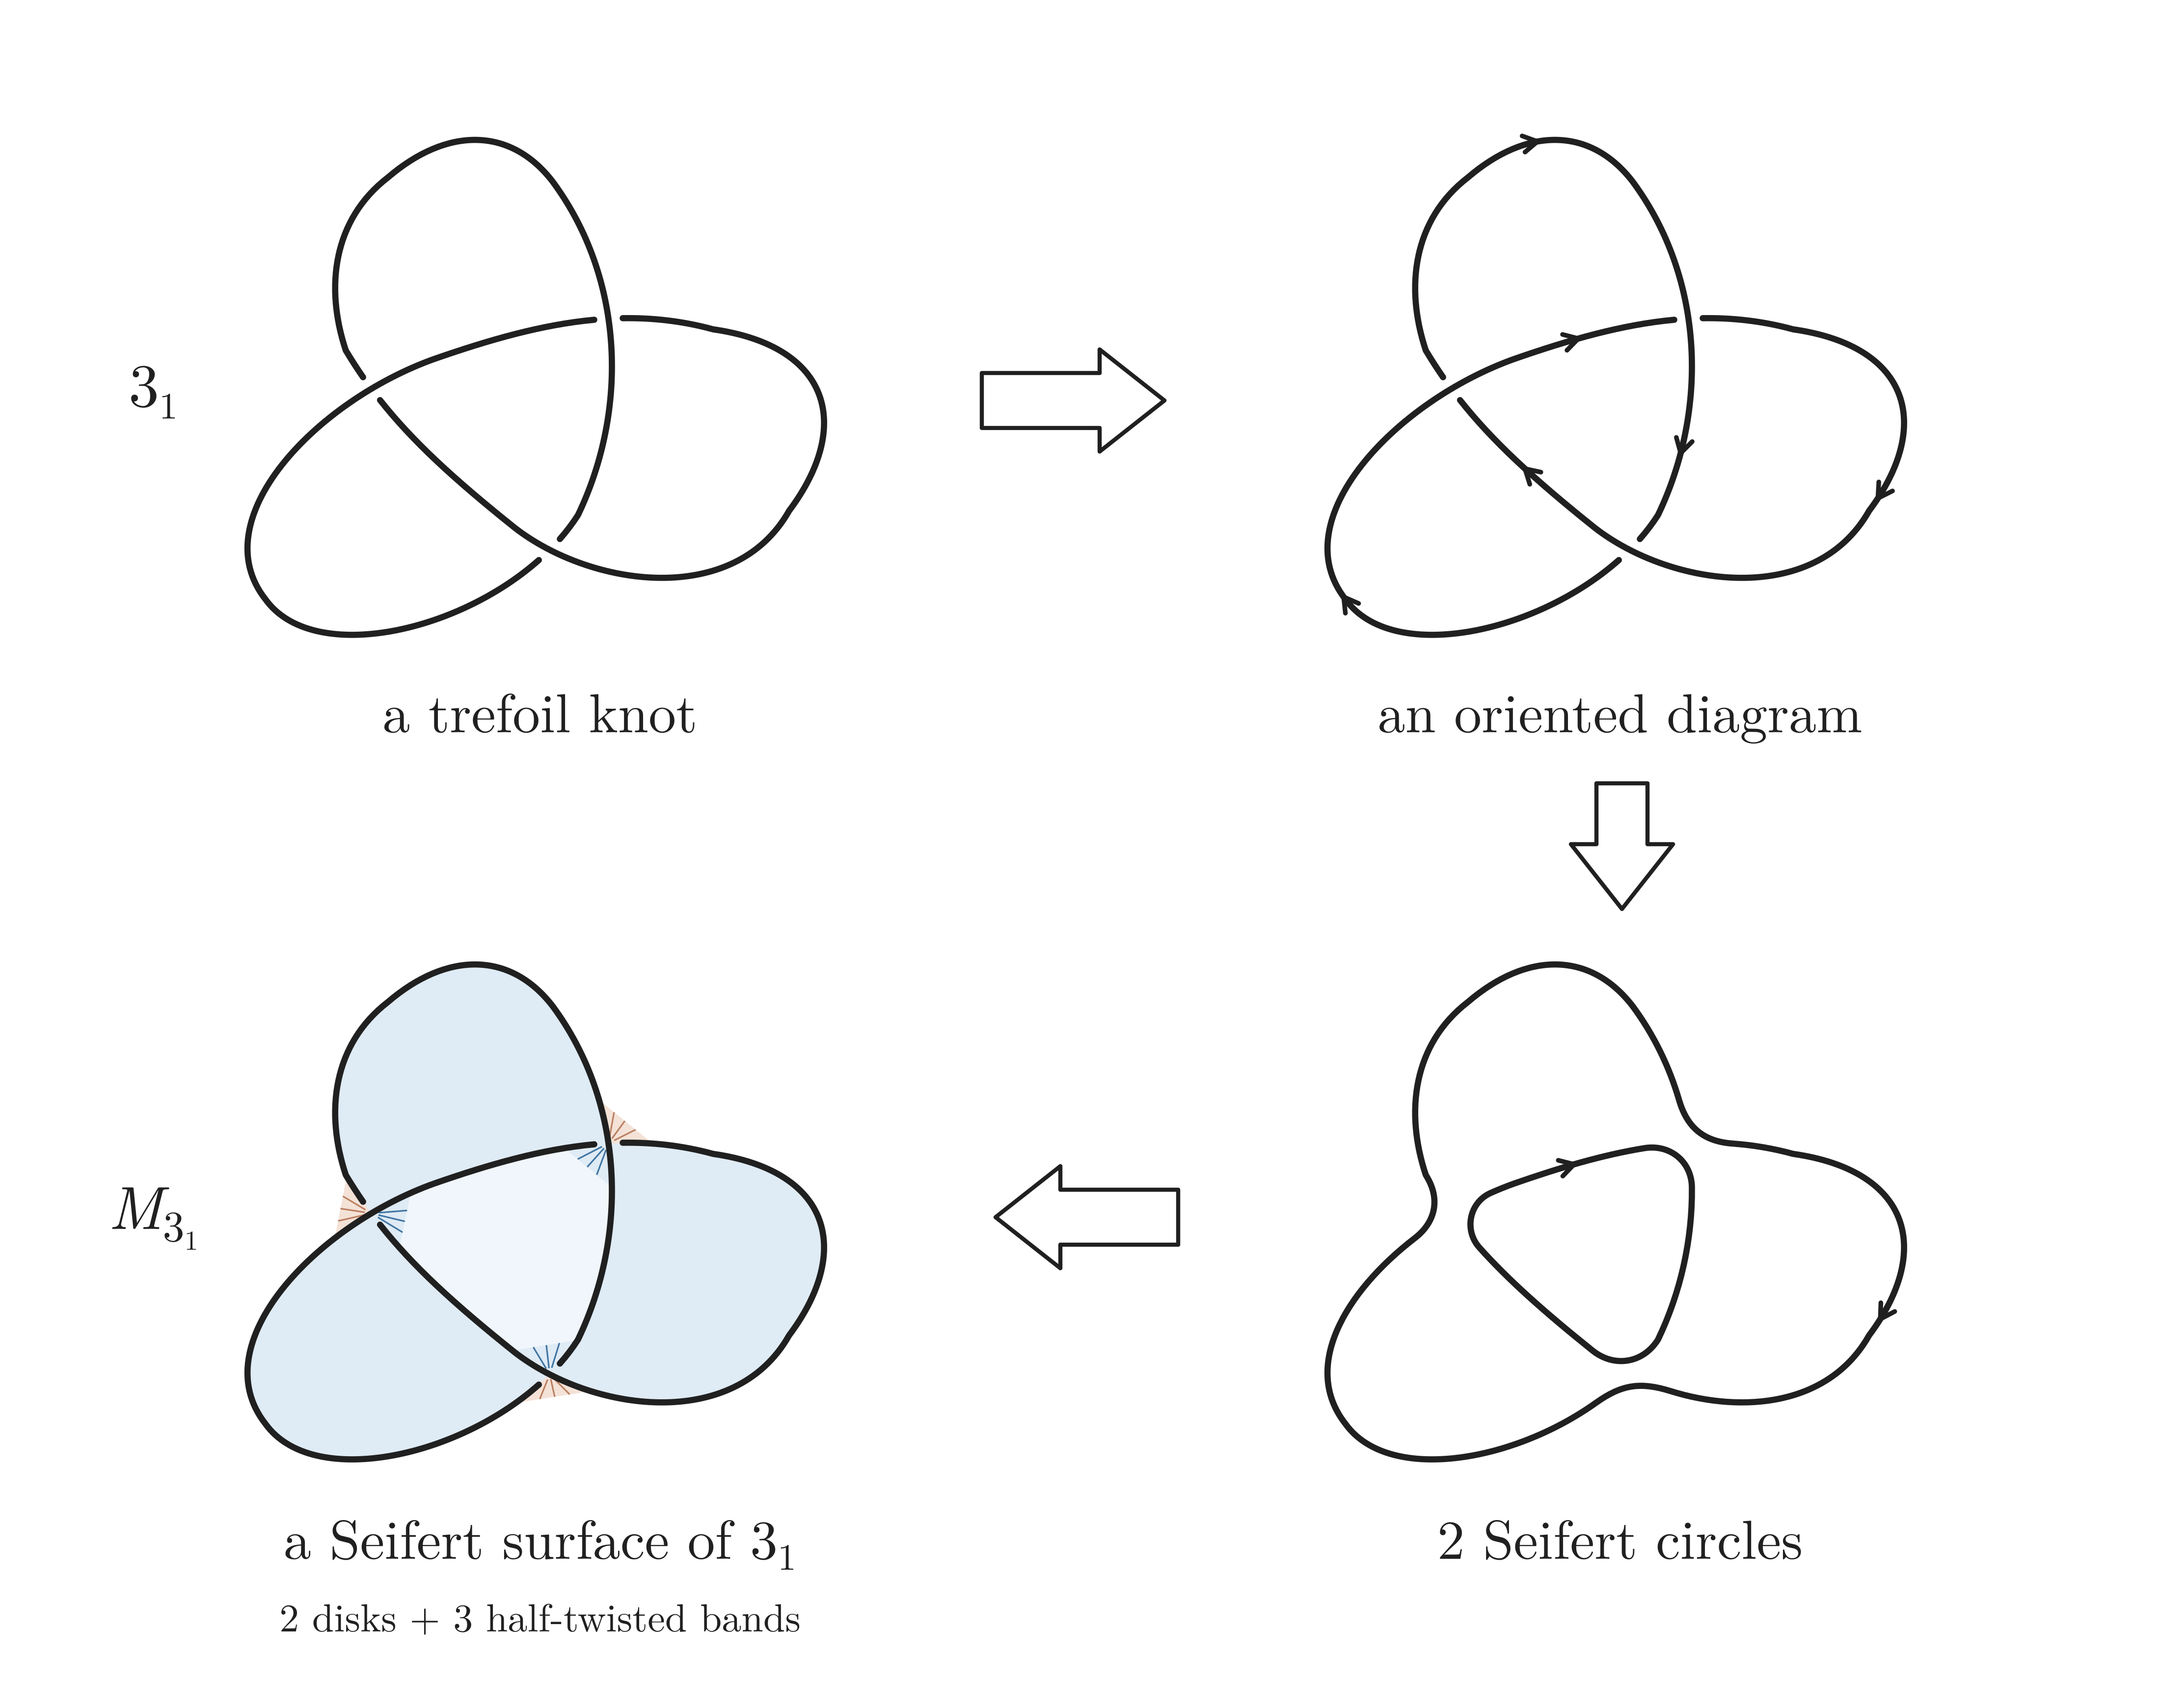 3₁
a trefoil knot
an oriented diagram
M₃₁
a Seifert surface of 3₁
2 disks + 3 half-twisted bands
2 Seifert circles